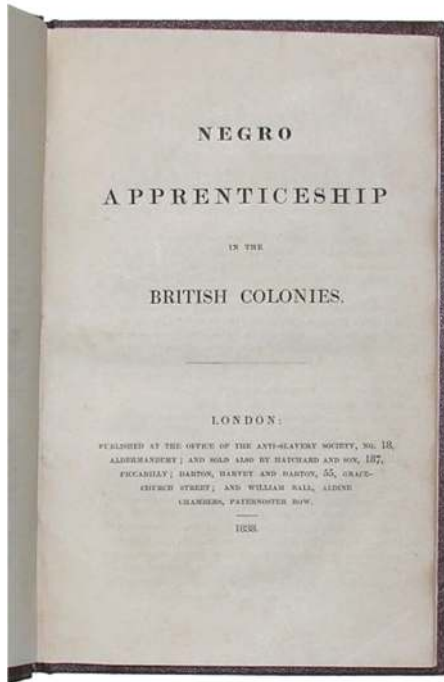 NEGRO
APPRENTICESHIP
IN THE
BRITISH COLONIES.
LONDON:
PUBLISHED AT THE OFFICE OF THE ANTI-SLAVERY SOCIETY, NO. 18,
ALDERMANBURY; AND SOLD ALSO BY HATCHARD AND SON, 187,
PICCADILLY; DARTON, HARVEY AND DARTON, 55, GRACE-
CHURCH STREET; AND WILLIAM BALL, ALDINE
CHAMBERS, PATERNOSTER ROW.
1838.